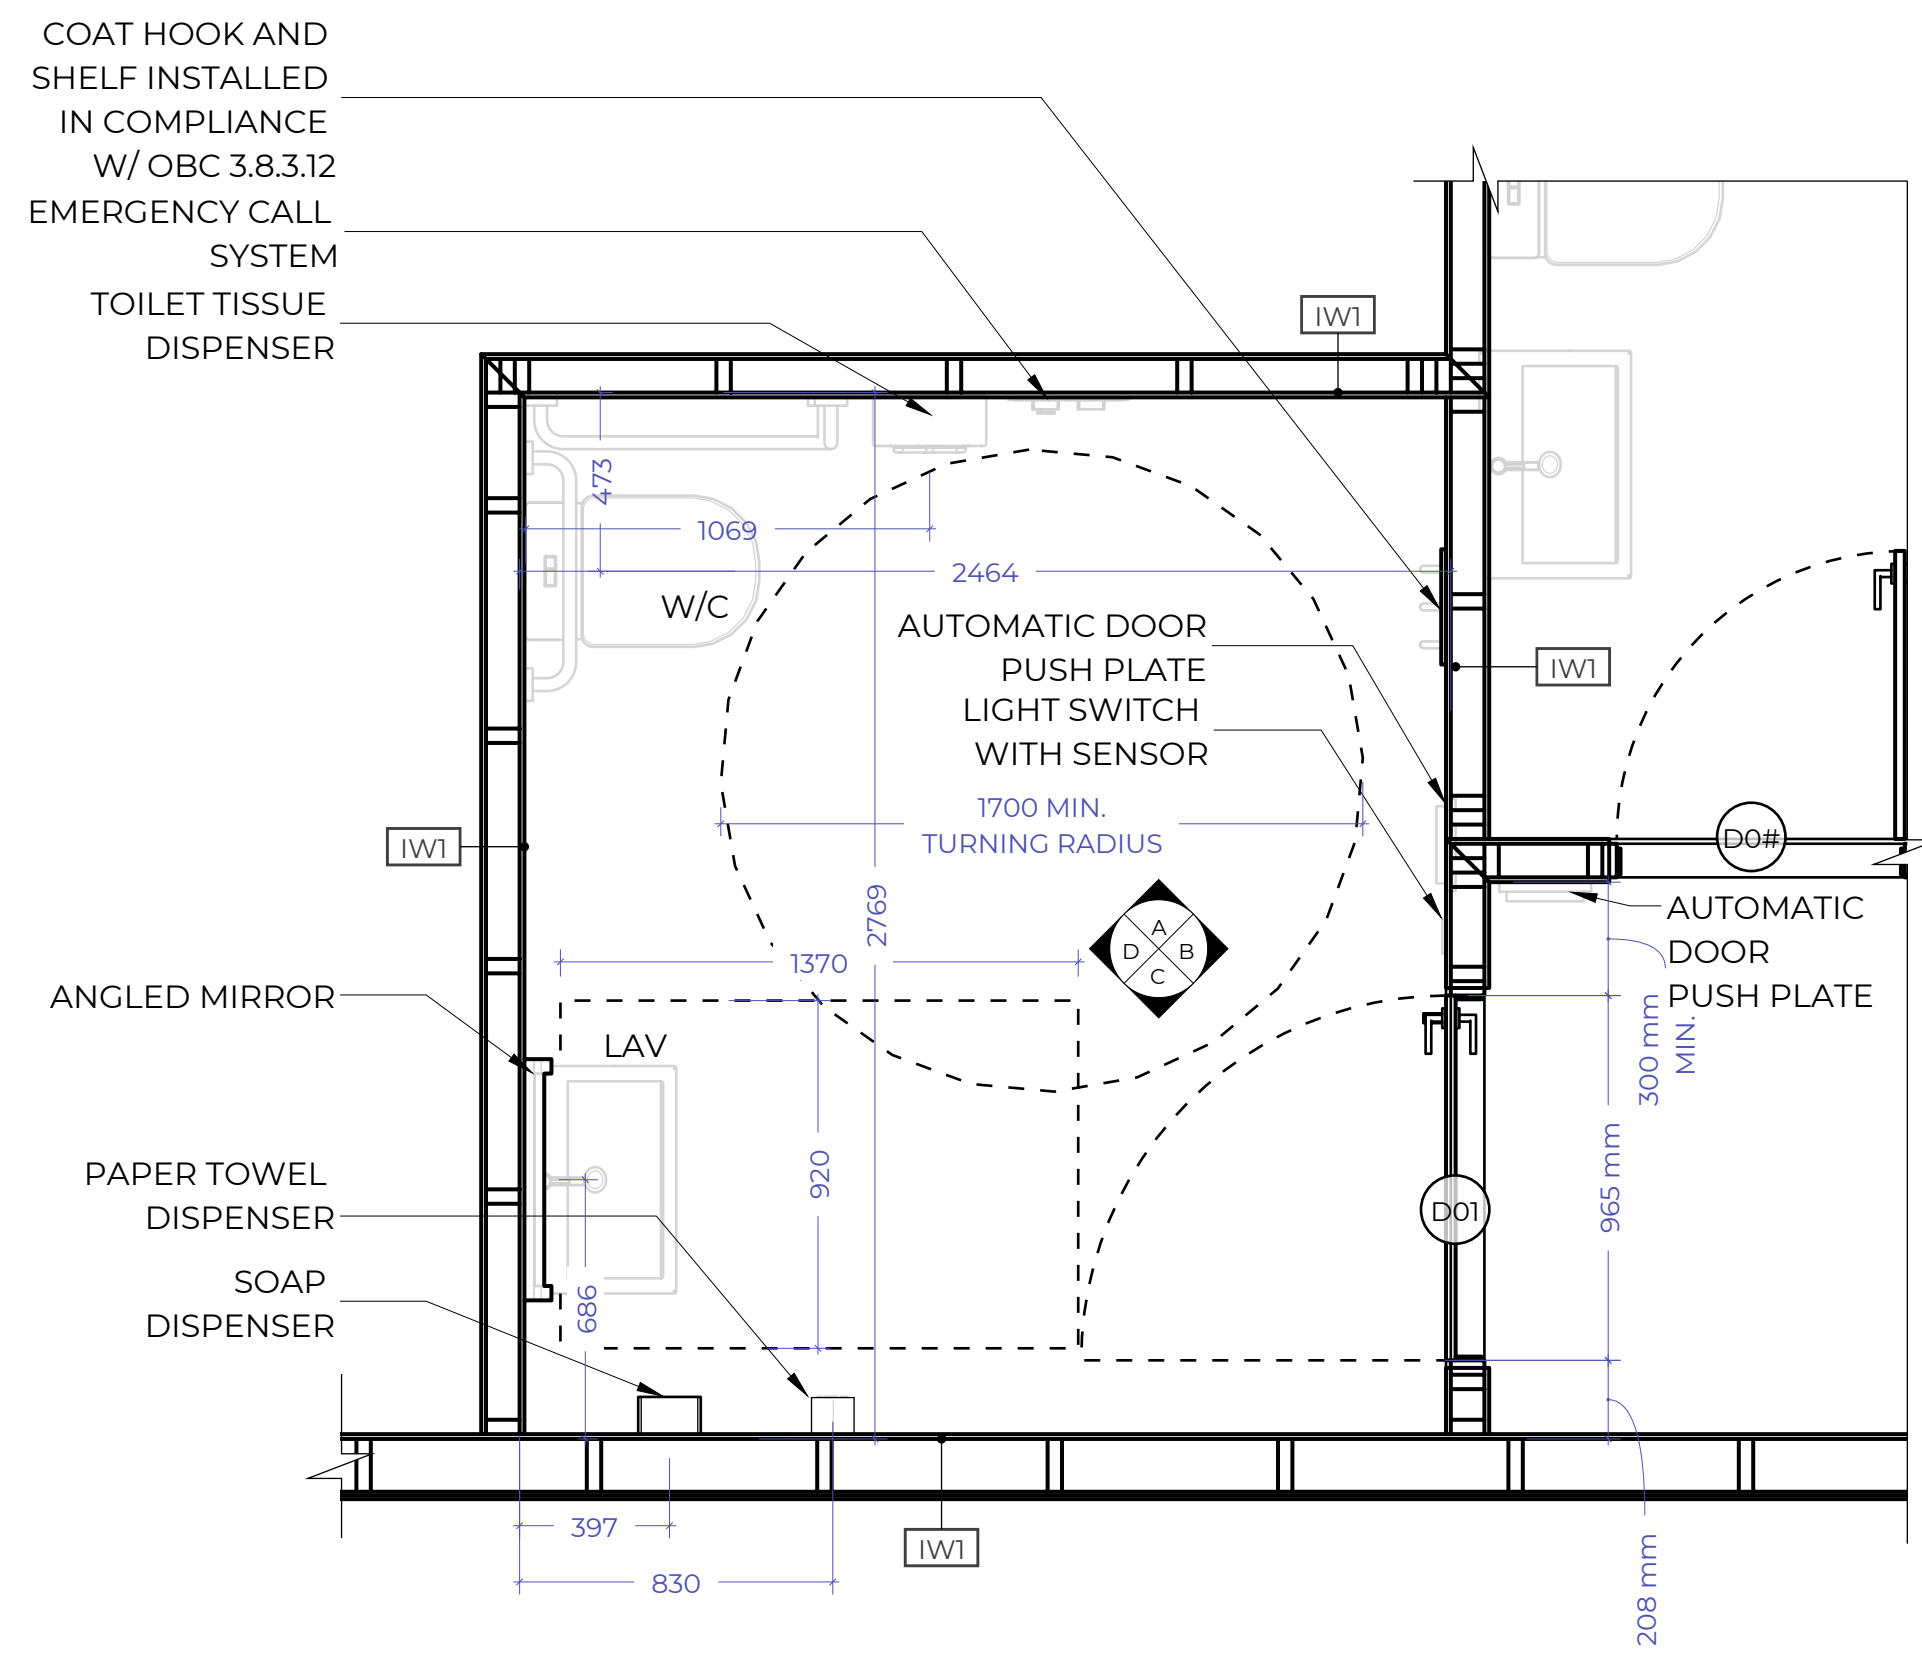 COAT HOOK AND
SHELF INSTALLED
IN COMPLIANCE
W/ OBC 3.8.3.12
EMERGENCY CALL
SYSTEM
TOILET TISSUE
DISPENSER
IW1
473
1069
2464
W/C
AUTOMATIC DOOR
PUSH PLATE
LIGHT SWITCH
WITH SENSOR
IW1
1700 MIN.
TURNING RADIUS
IW1
D0#
2769
A
B
C
D
AUTOMATIC
DOOR
PUSH PLATE
1370
ANGLED MIRROR
LAV
300 mm
MIN.
920
965 mm
D01
PAPER TOWEL
DISPENSER
SOAP
DISPENSER
686
397
IW1
830
208 mm